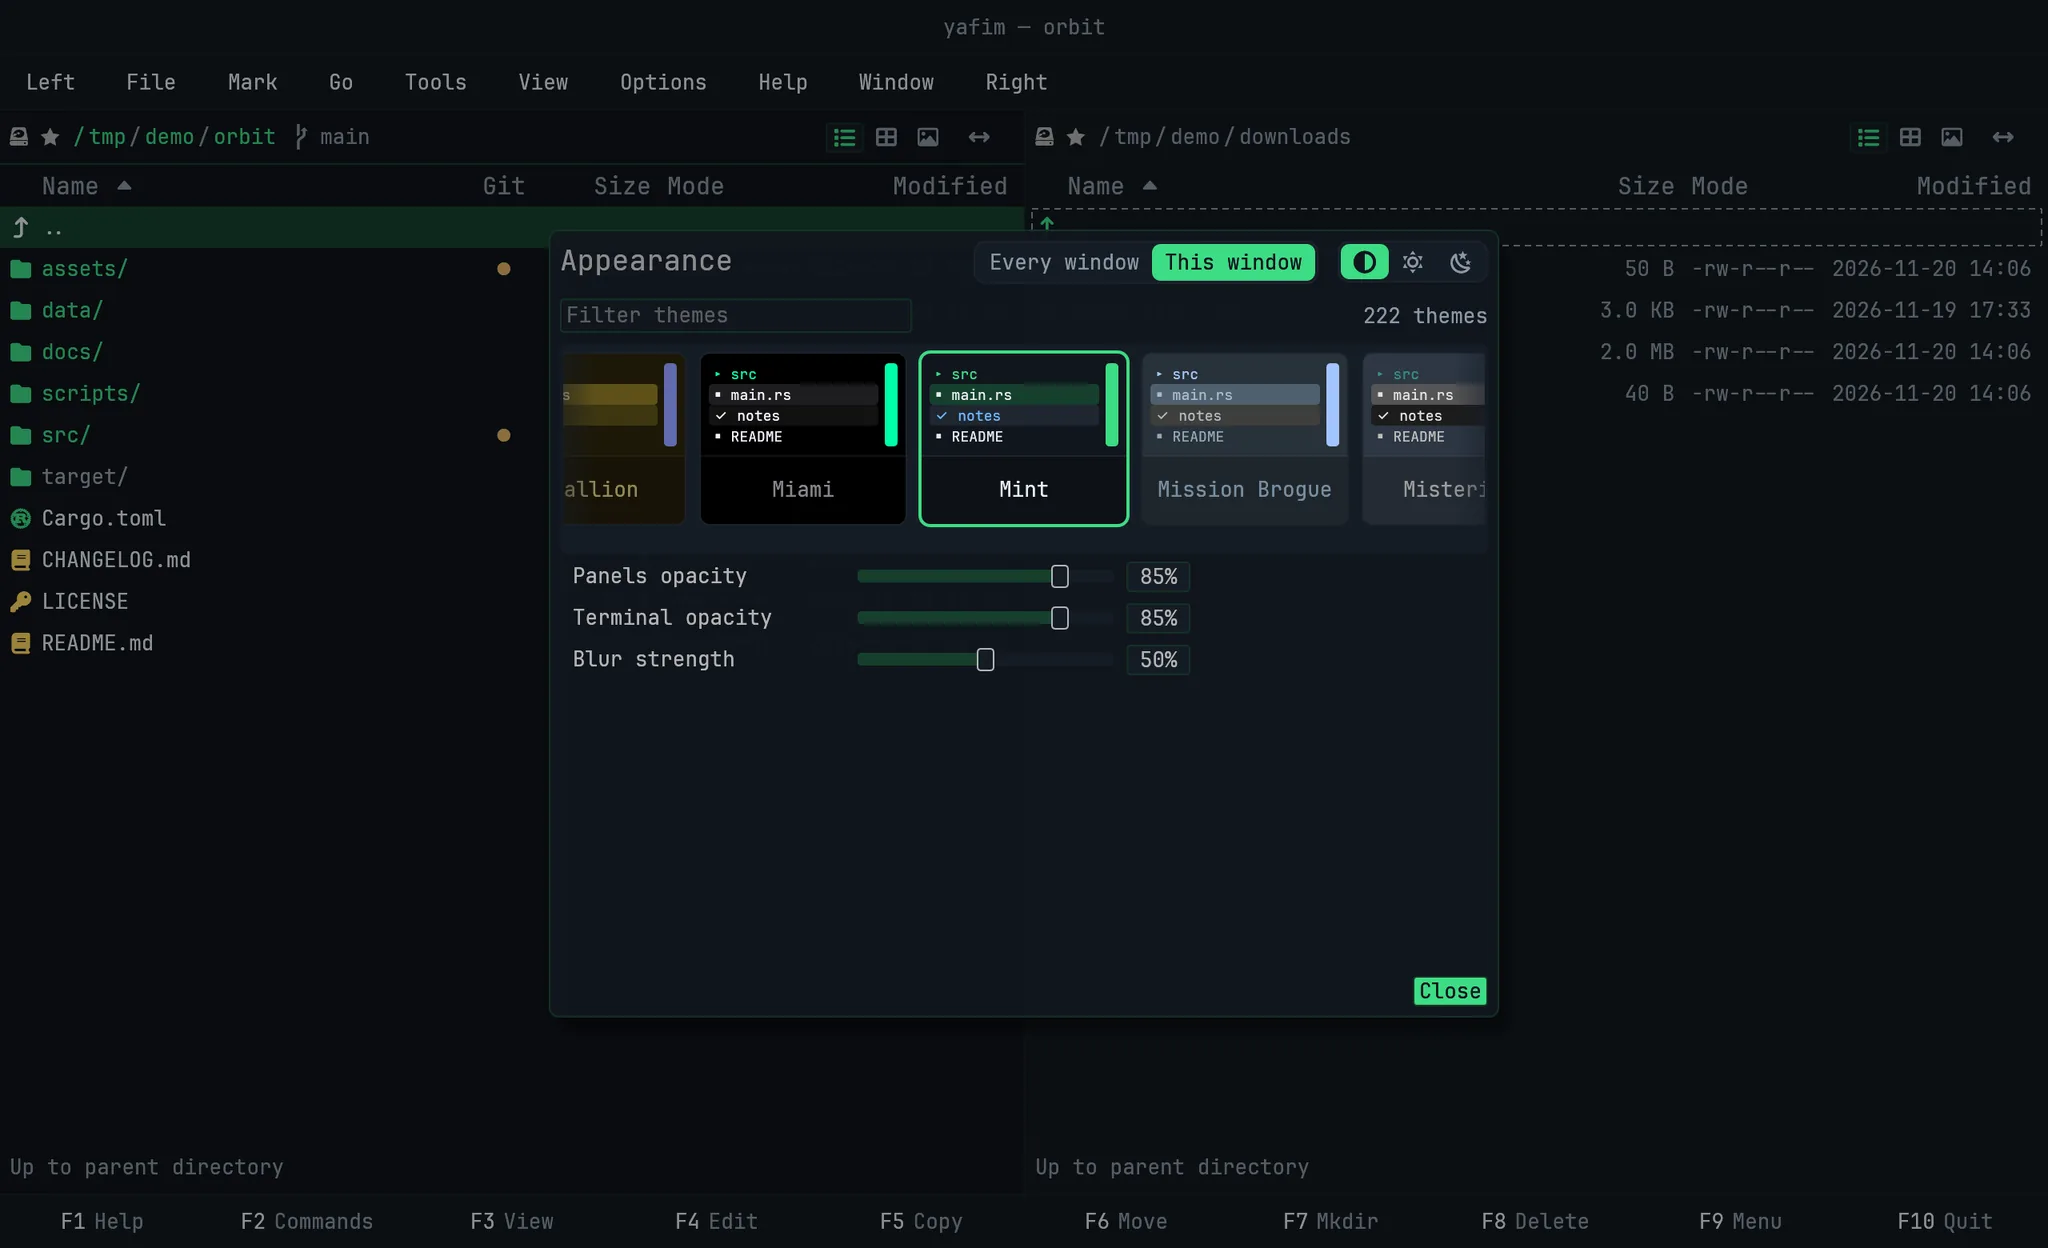 yafim — orbit
Left File Mark Go Tools View Options Help Window Right
/tmp/demo/orbit main
/tmp/demo/downloads
Name Git Size Mode Modified
Name Size Mode Modified
..
assets/
data/
docs/
scripts/
src/
target/
Cargo.toml
CHANGELOG.md
LICENSE
README.md
50 B -rw-r--r-- 2026-11-20 14:06
3.0 KB -rw-r--r-- 2026-11-19 17:33
2.0 MB -rw-r--r-- 2026-11-20 14:06
40 B -rw-r--r-- 2026-11-20 14:06
Appearance Every window This window
Filter themes 222 themes
s
allion
src
main.rs
notes
README
Miami
src
main.rs
notes
README
Mint
src
main.rs
notes
README
Mission Brogue
src
main.rs
notes
README
Misteri
Panels opacity 85%
Terminal opacity 85%
Blur strength 50%
Close
Up to parent directory
Up to parent directory
F1 Help F2 Commands F3 View F4 Edit F5 Copy F6 Move F7 Mkdir F8 Delete F9 Menu F10 Quit